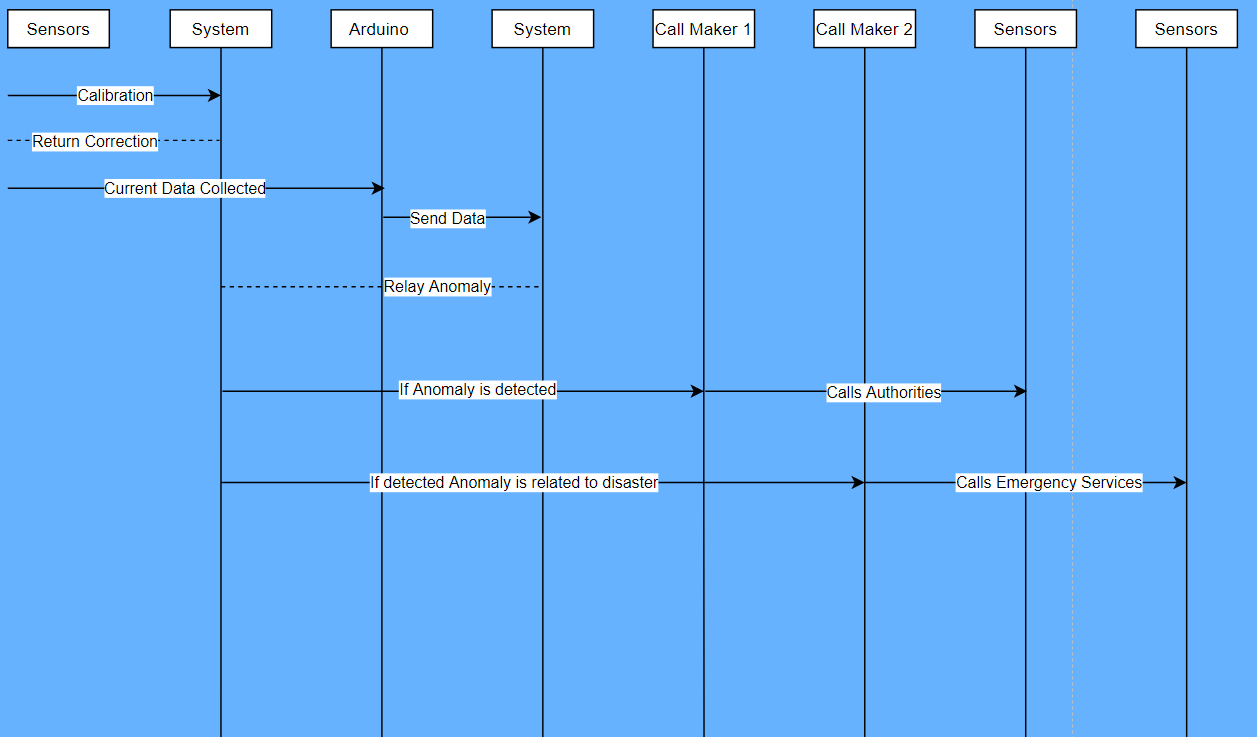 Sensors
System
Arduino
System
Call Maker 1
Call Maker 2
Sensors
Sensors
Calibration
Return Correction
Current Data Collected
Send Data
Relay Anomaly
If Anomaly is detected
Calls Authorities
If detected Anomaly is related to disaster
Calls Emergency Services